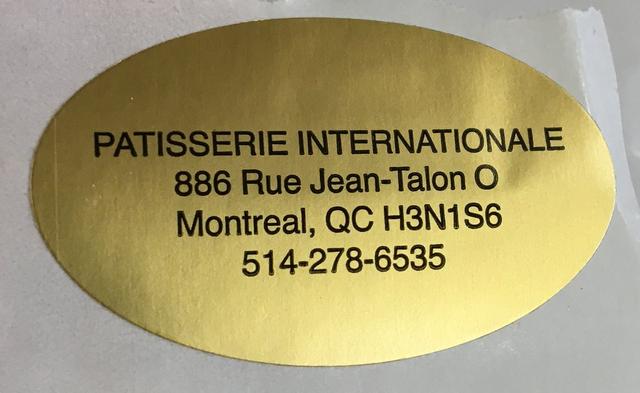 PATISSERIE INTERNATIONALE
886 Rue Jean-Talon O
Montreal, QC H3N1S6
514-278-6535